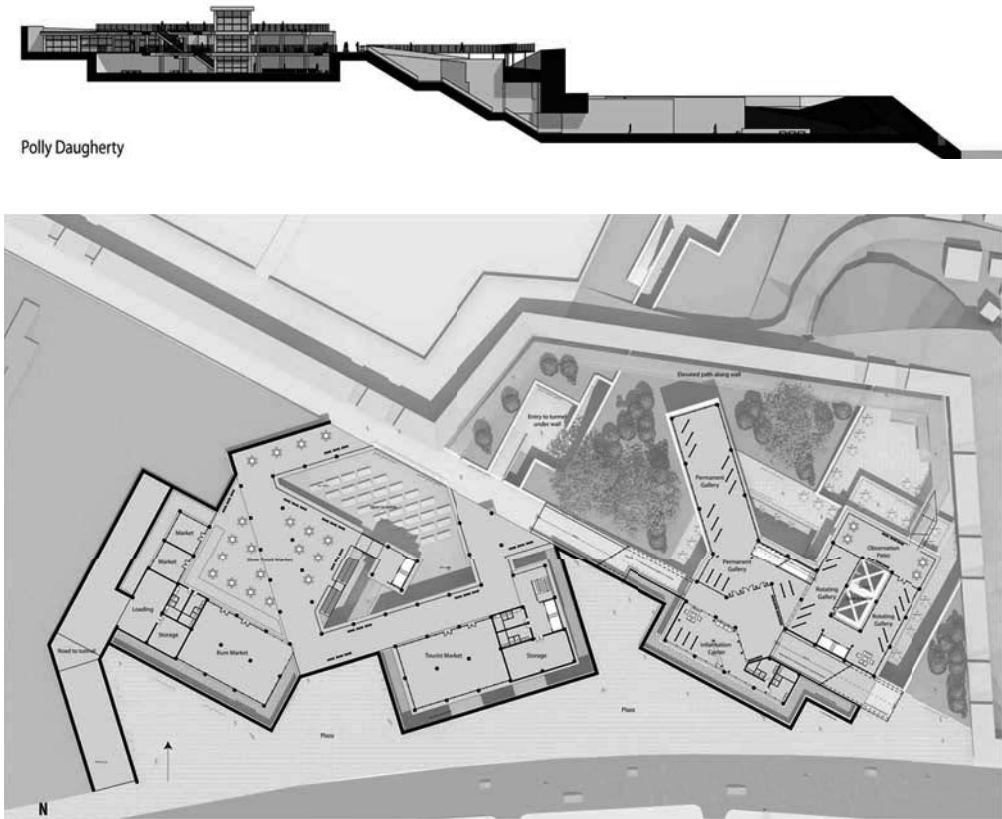 Polly Daugherty
Elevated path along wall
Entry to tunnel
under wall
Permanent
Gallery
Market
Market
Permanent
Gallery
Observation
Patio
Rotating
Gallery
Rotating
Gallery
Loading
Storage
Road to
Rum Market
Tourist Market
Storage
Information
Center
Plaza
Plaza
N